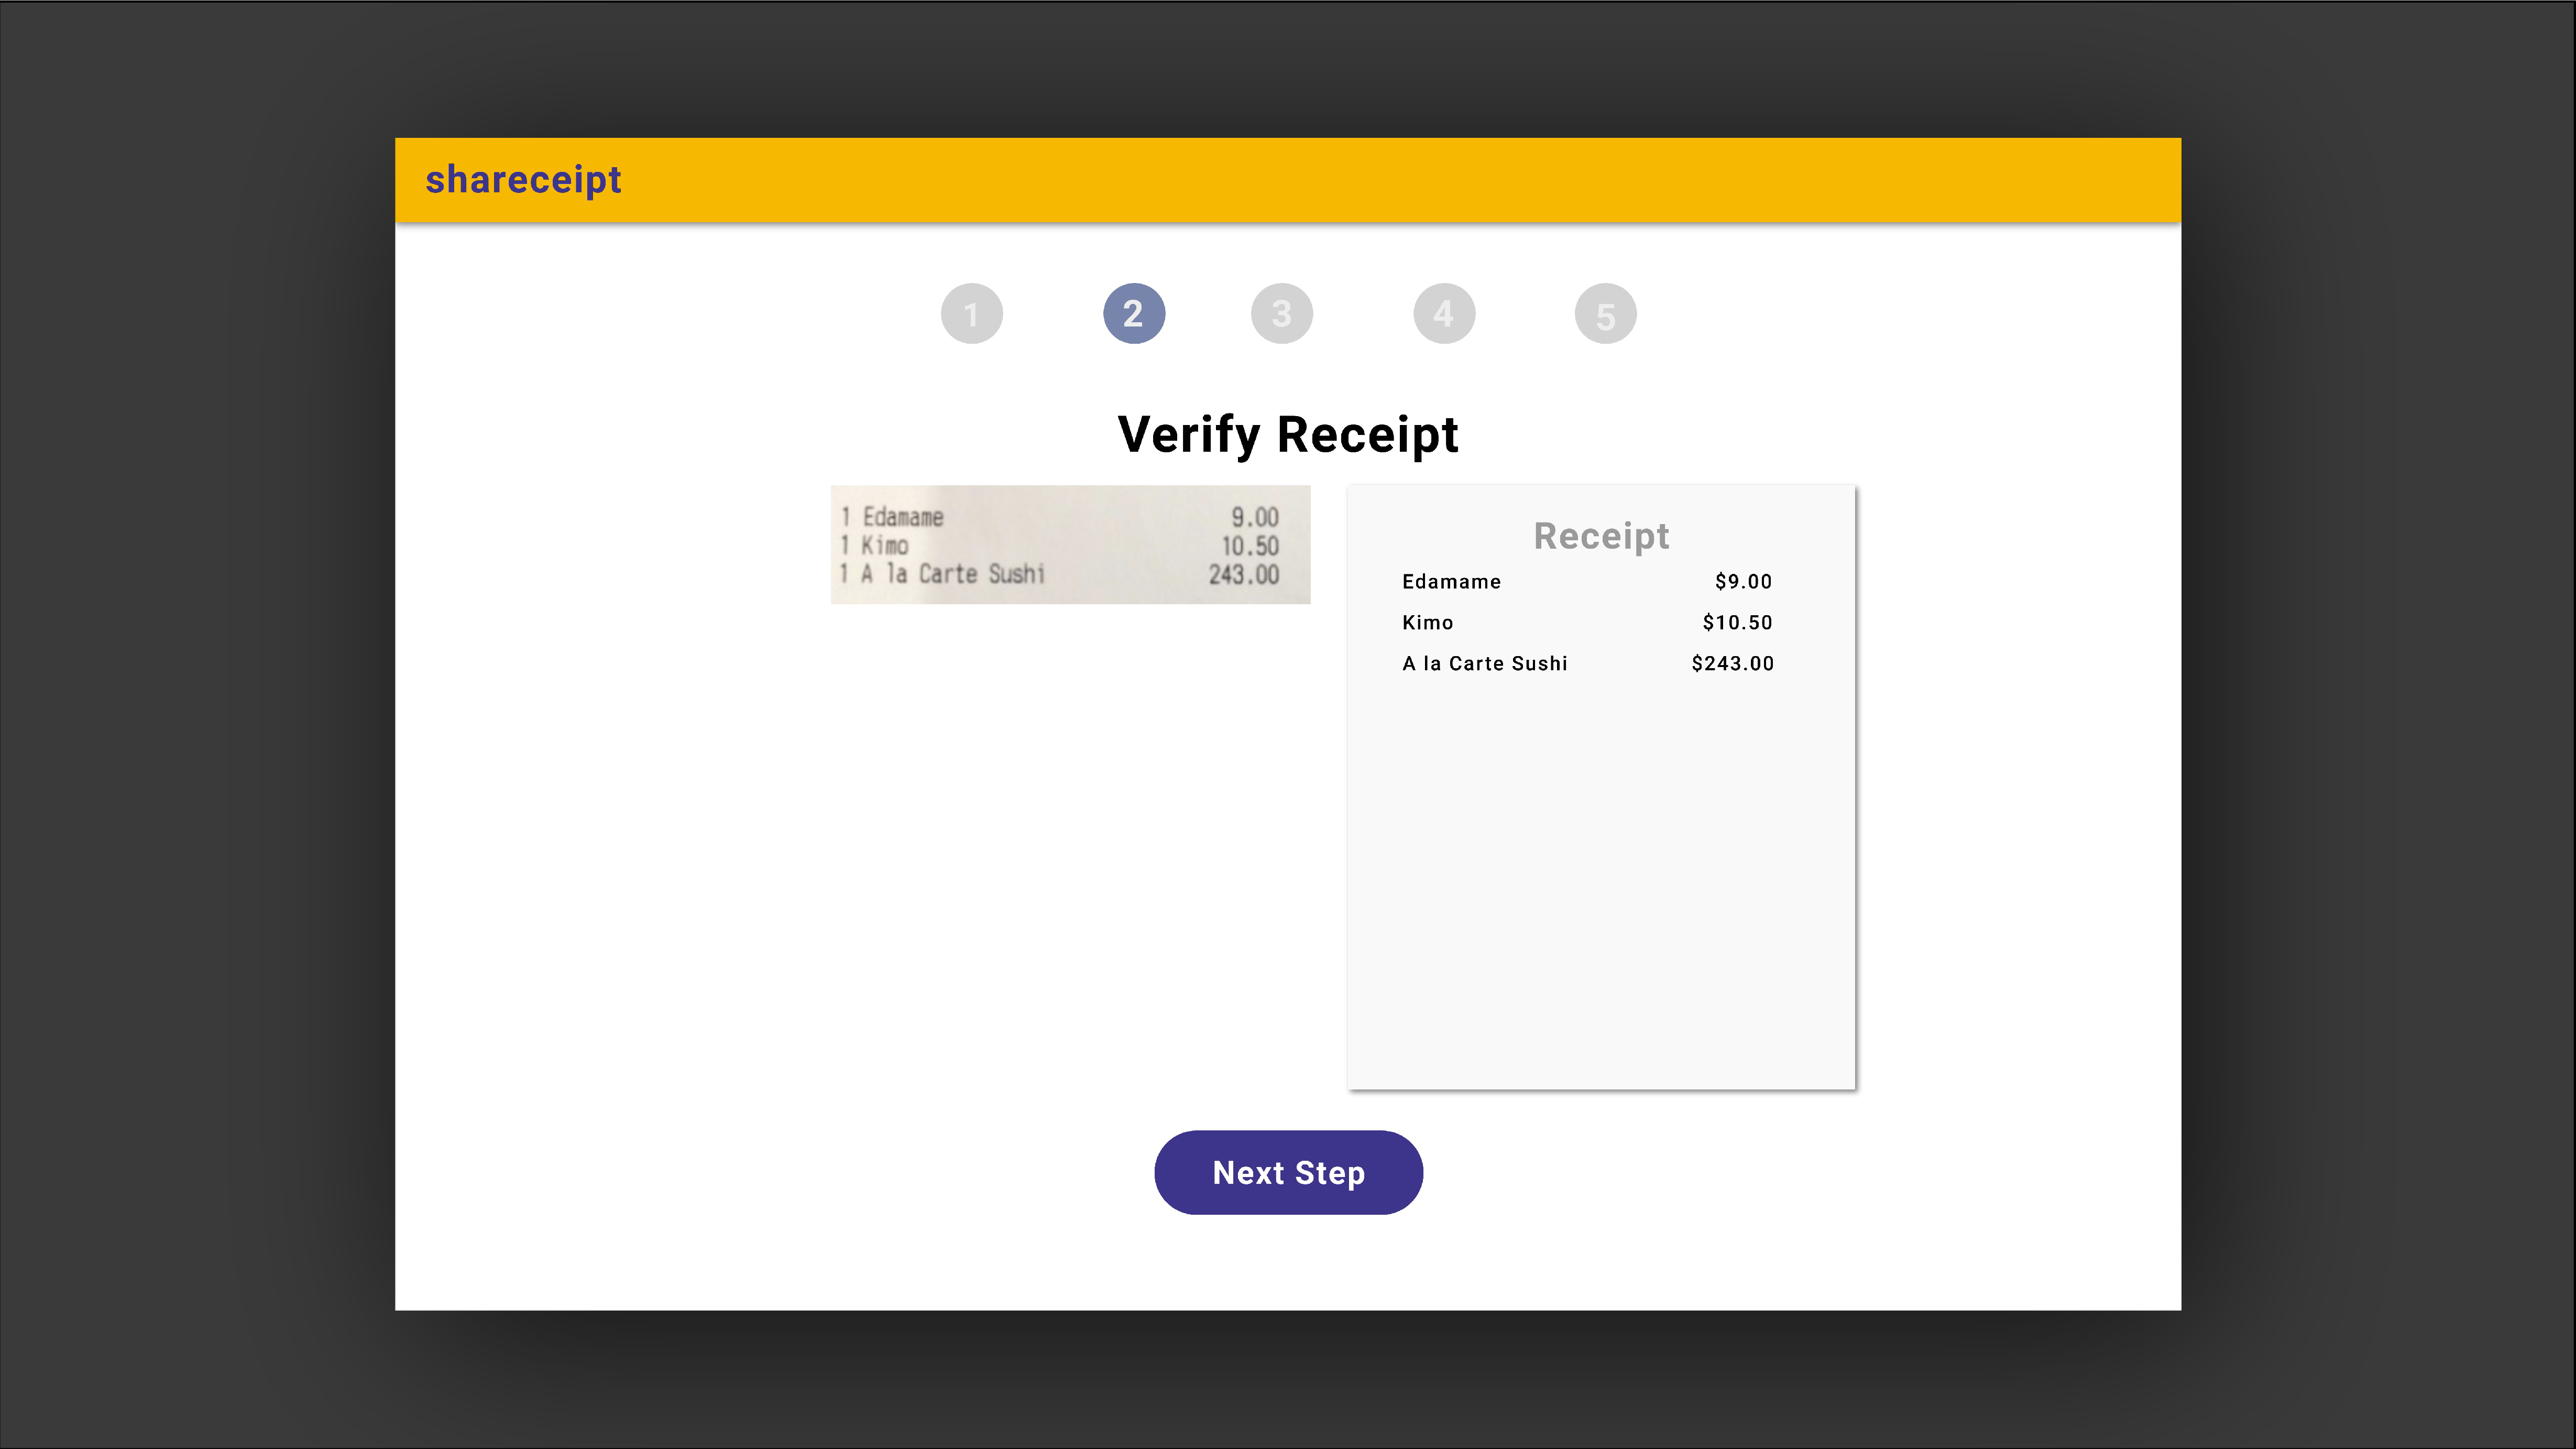 shareceipt
1 2 3 4 5
Verify Receipt
1 Edamame 9.00
1 Kimo 10.50
1 A la Carte Sushi 243.00
Receipt
Edamame $9.00
Kimo $10.50
A la Carte Sushi $243.00
Next Step